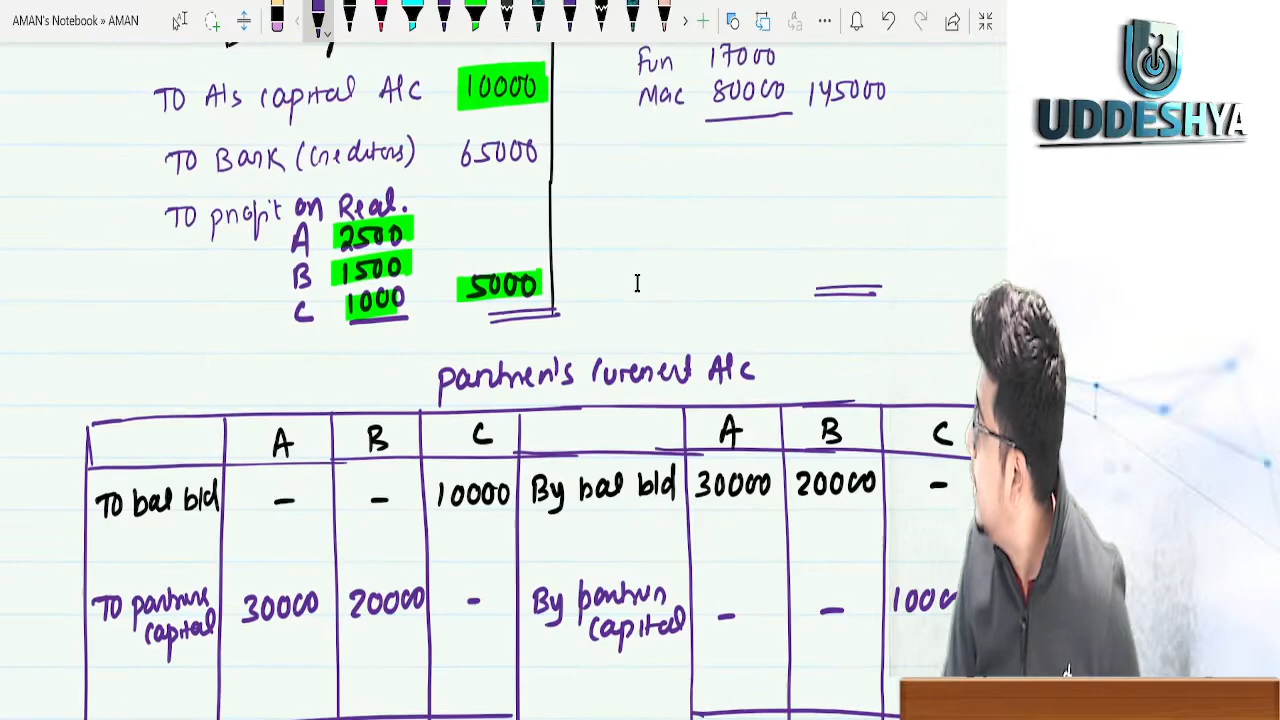 AMAN's Notebook » AMAN
UDDESHYA
Fun 17000
Mac 80000 145000
TO A's capital A/c 10000
TO Bank (creditors) 65000
TO profit on Real.
A 2500
B 1500
C 1000 5000
partner's Current A/c
A B C A B C
To bal b/d - - 10000 By bal b/d 30000 20000 -
To partners capital 30000 20000 - By partners capital - -